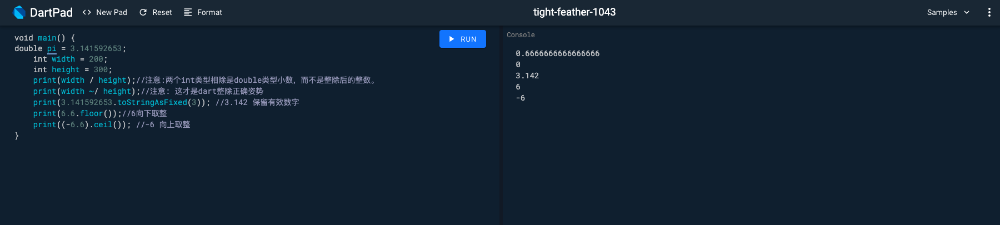 DartPad <> New Pad Reset Format tight-feather-1043 Samples
RUN
void main() {
double pi = 3.141592653;
int width = 200;
int height = 300;
print(width / height);//注意:两个int类型相除是double类型小数，而不是整除后的整数。
print(width ~/ height);//注意: 这才是dart整除正确姿势
print(3.141592653.toStringAsFixed(3)); //3.142 保留有效数字
print(6.6.floor());//6向下取整
print((-6.6).ceil()); //-6 向上取整
}
Console
0.6666666666666666
0
3.142
6
-6